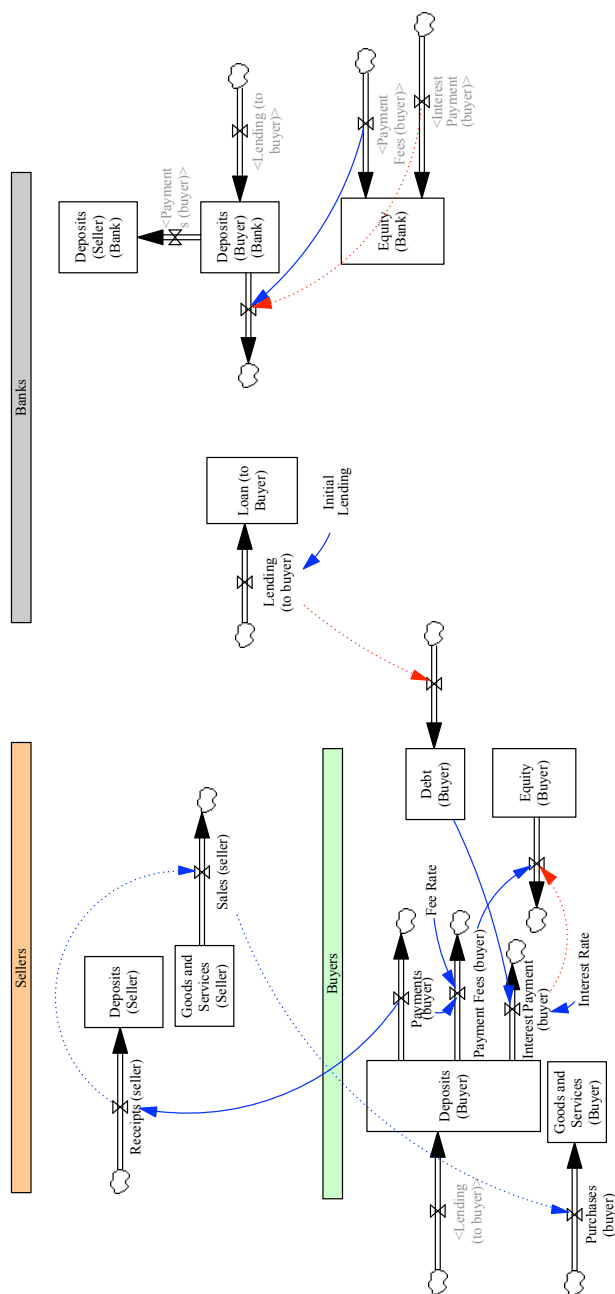 Sellers
Banks
Receipts (seller)
Deposits
(Seller)
Goods and
Services
(Seller)
Sales (seller)
Loan (to
Buyer)
Lending
(to buyer)
Initial
Lending
Deposits
(Seller)
(Bank)
<Payment
s (buyer)>
Deposits
(Buyer)
(Bank)
<Lending (to
buyer)>
Equity
(Bank)
<Payment
Fees (buyer)>
<Interest
Payment
(buyer)>
Buyers
<Lending
(to buyer)>
Deposits
(Buyer)
Payments
(buyer)
Fee Rate
Payment Fees (buyer)
Interest Payment
(buyer)
Interest Rate
Debt
(Buyer)
Equity
(Buyer)
Purchases
(buyer)
Goods and
Services
(Buyer)